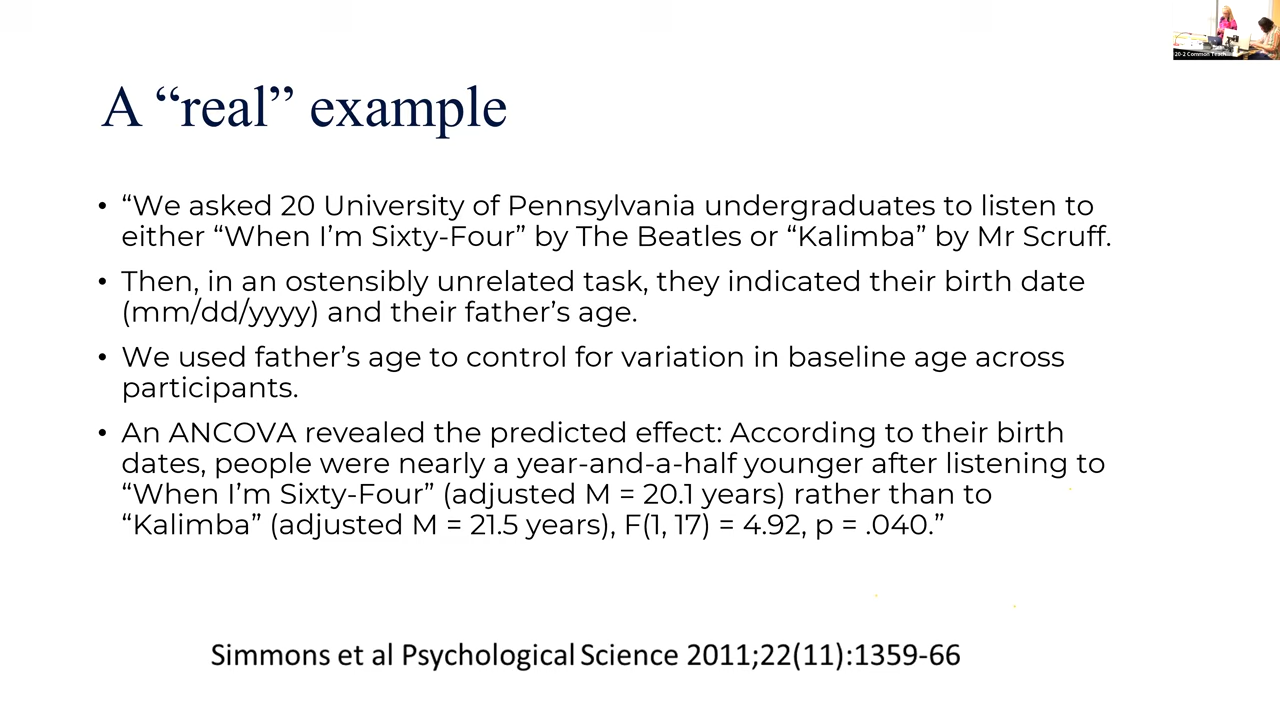 A “real” example
• “We asked 20 University of Pennsylvania undergraduates to listen to
either “When I’m Sixty-Four” by The Beatles or “Kalimba” by Mr Scruff.
• Then, in an ostensibly unrelated task, they indicated their birth date
(mm/dd/yyyy) and their father’s age.
• We used father’s age to control for variation in baseline age across
participants.
• An ANCOVA revealed the predicted effect: According to their birth
dates, people were nearly a year-and-a-half younger after listening to
“When I’m Sixty-Four” (adjusted M = 20.1 years) rather than to
“Kalimba” (adjusted M = 21.5 years), F(1, 17) = 4.92, p = .040.”
Simmons et al Psychological Science 2011;22(11):1359-66
20-2 Common